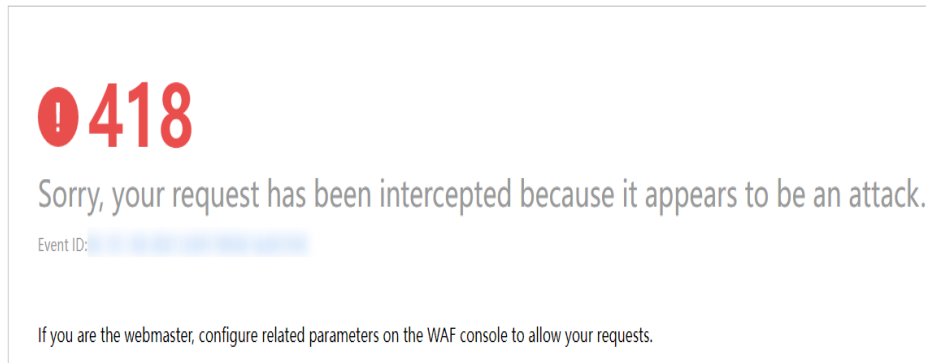 ! 418
Sorry, your request has been intercepted because it appears to be an attack.
Event ID:
If you are the webmaster, configure related parameters on the WAF console to allow your requests.